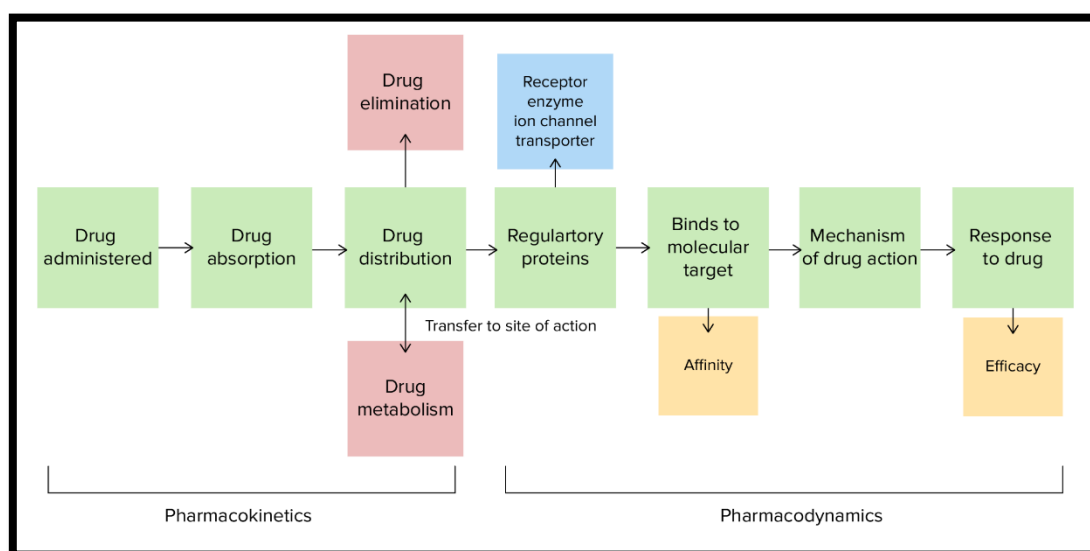 Drug
elimination
Receptor
enzyme
ion channel
transporter
Drug
administered
Drug
absorption
Drug
distribution
Regulartory
proteins
Binds to
molecular
target
Mechanism
of drug action
Response
to drug
Transfer to site of action
Drug
metabolism
Affinity
Efficacy
Pharmacokinetics
Pharmacodynamics